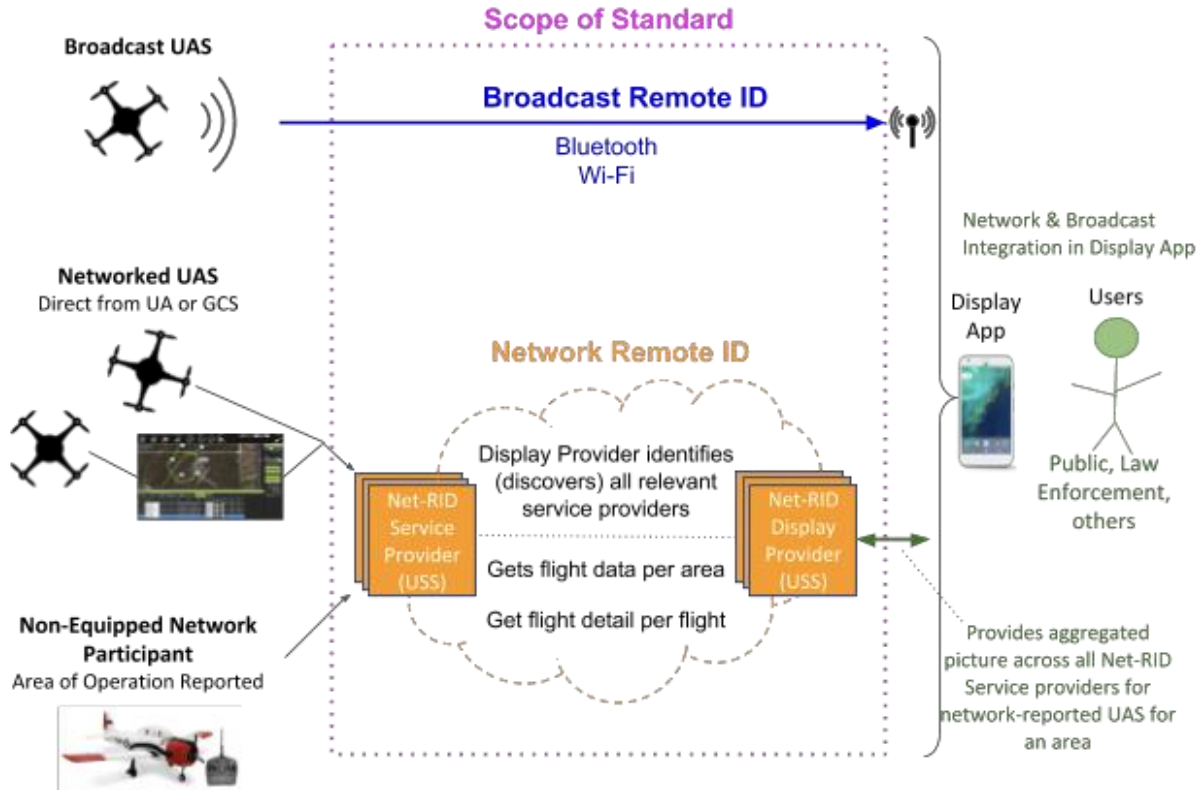 Scope of Standard
Broadcast UAS
Broadcast Remote ID
Bluetooth
Wi-Fi
Network & Broadcast
Integration in Display App
Networked UAS
Direct from UA or GCS
Display
App
Users
Network Remote ID
Display Provider identifies
(discovers) all relevant
service providers
Net-RID
Service
Provider
(USS)
Net-RID
Display
Provider
(USS)
Public, Law
Enforcement,
others
Gets flight data per area
Get flight detail per flight
Non-Equipped Network
Participant
Area of Operation Reported
Provides aggregated
picture across all Net-RID
Service providers for
network-reported UAS for
an area